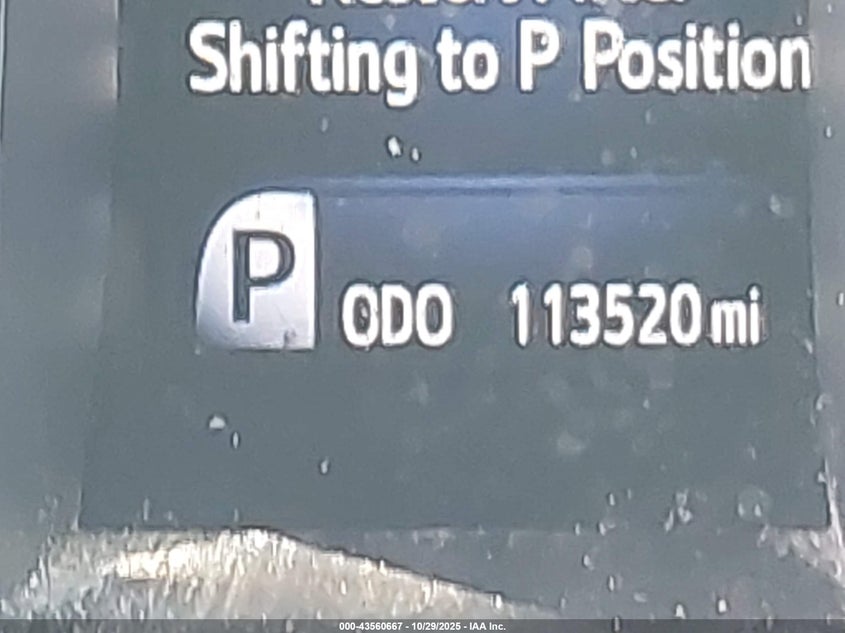 Shifting to P Position
P
ODO 113520 mi
000-43560667 - 10/29/2025 - IAA Inc.